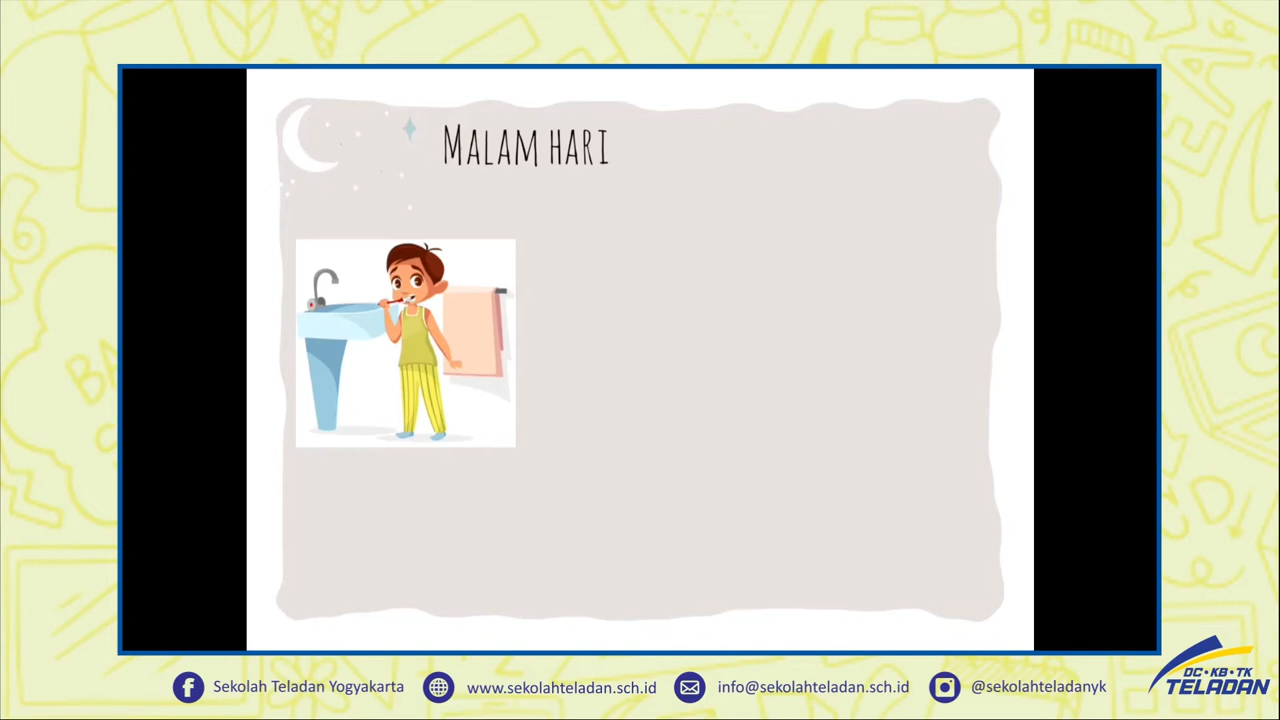 Malam hari
Sekolah Teladan Yogyakarta
www.sekolahteladan.sch.id
info@sekolahteladan.sch.id
@sekolahteladanyk
DC•KB•TK
TELADAN